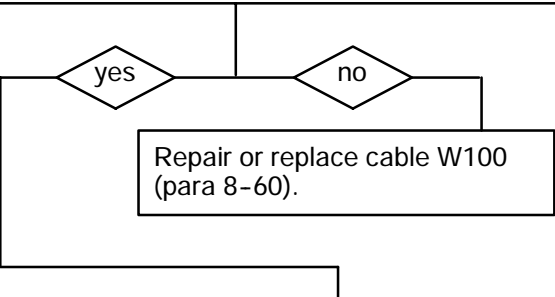 yes
no
Repair or replace cable W100
(para 8-60).